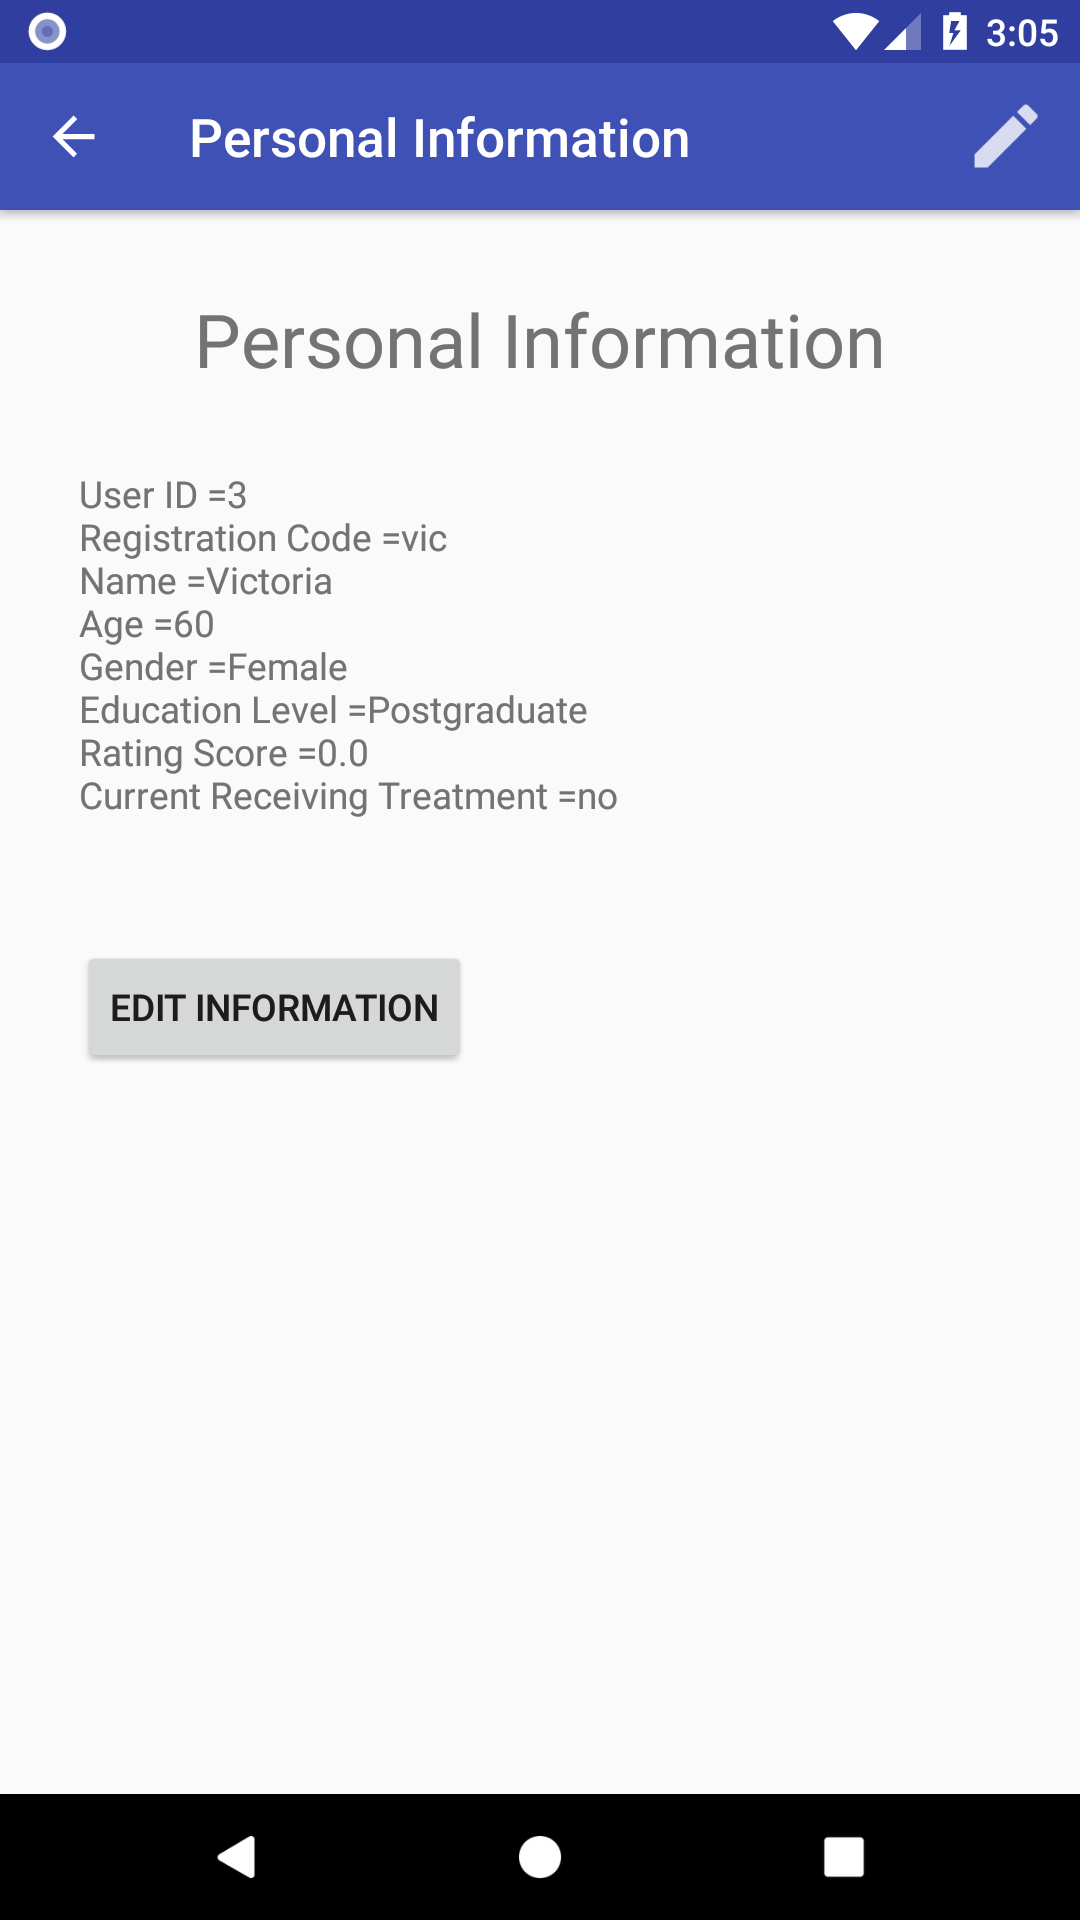 3:05
Personal Information
Personal Information
User ID =3
Registration Code =vic
Name =Victoria
Age =60
Gender =Female
Education Level =Postgraduate
Rating Score =0.0
Current Receiving Treatment =no
EDIT INFORMATION